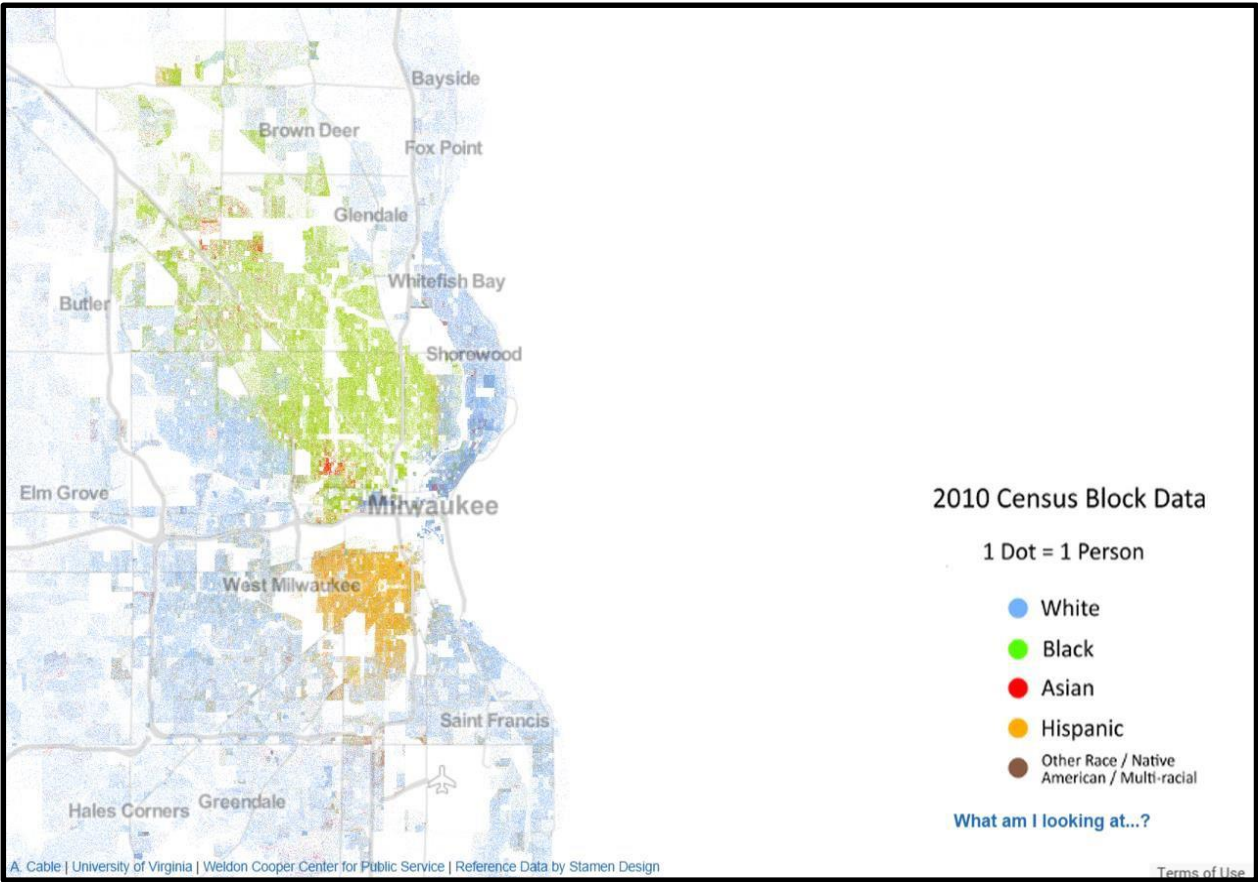 Bayside
Brown Deer
Fox Point
Glendale
Whitefish Bay
Butler
Shorewood
Elm Grove
Milwaukee
West Milwaukee
Saint Francis
Hales Corners
Greendale
2010 Census Block Data
1 Dot = 1 Person
White
Black
Asian
Hispanic
Other Race / Native
American / Multi-racial
What am I looking at...?
A. Cable | University of Virginia | Weldon Cooper Center for Public Service | Reference Data by Stamen Design
Terms of Use